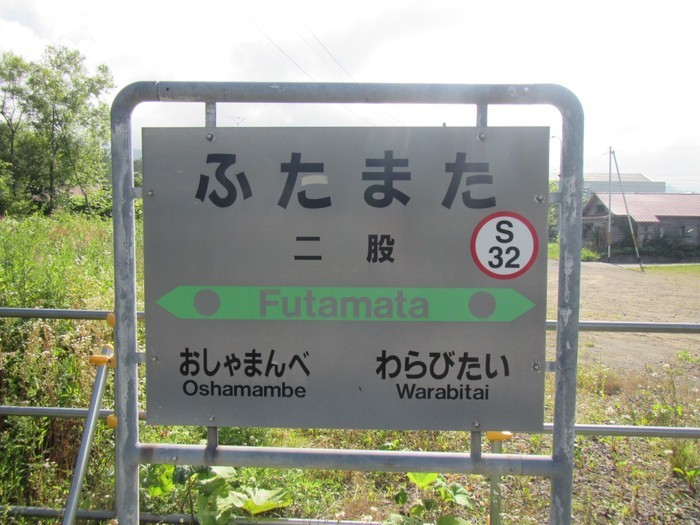 ふたまた
二股
S
32
Futamata
おしゃまんべ わらびたい
Oshamambe Warabitai